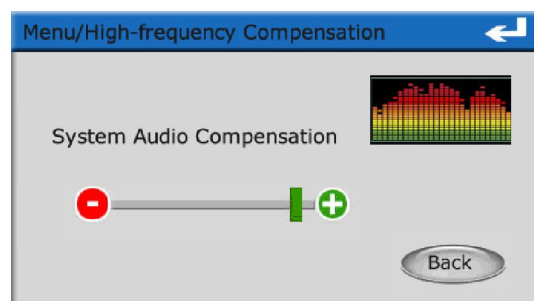 Menu/High-frequency Compensation
System Audio Compensation
Back